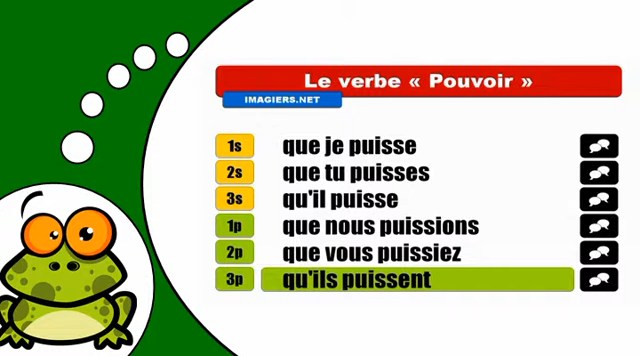 Le verbe « Pouvoir »
IMAGIERS.NET
1s que je puisse
2s que tu puisses
3s qu'il puisse
1p que nous puissions
2p que vous puissiez
3p qu'ils puissent